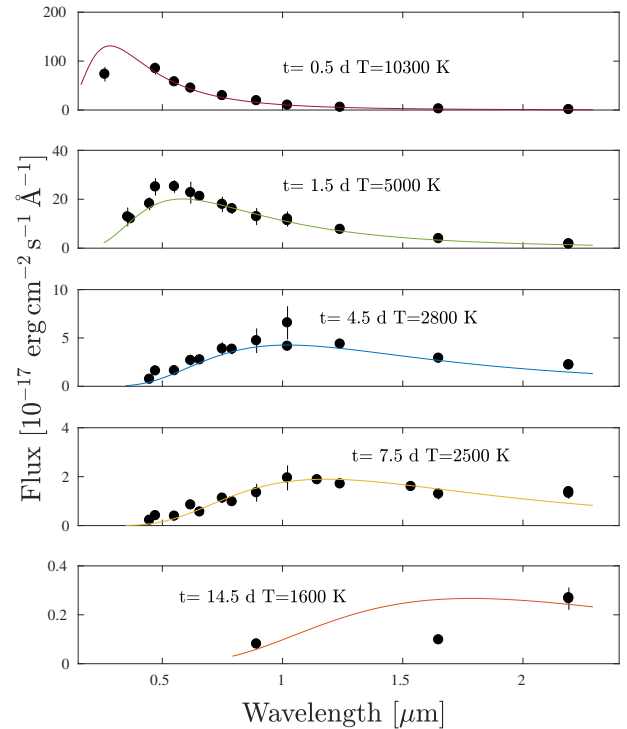 200
100
0
t= 0.5 d T=10300 K
40
20
0
t= 1.5 d T=5000 K
10
5
0
t= 4.5 d T=2800 K
4
2
0
t= 7.5 d T=2500 K
0.4
0.2
0
t= 14.5 d T=1600 K
0.5
1
1.5
2
Flux [10⁻¹⁷ erg cm⁻² s⁻¹ Å⁻¹]
Wavelength [μm]